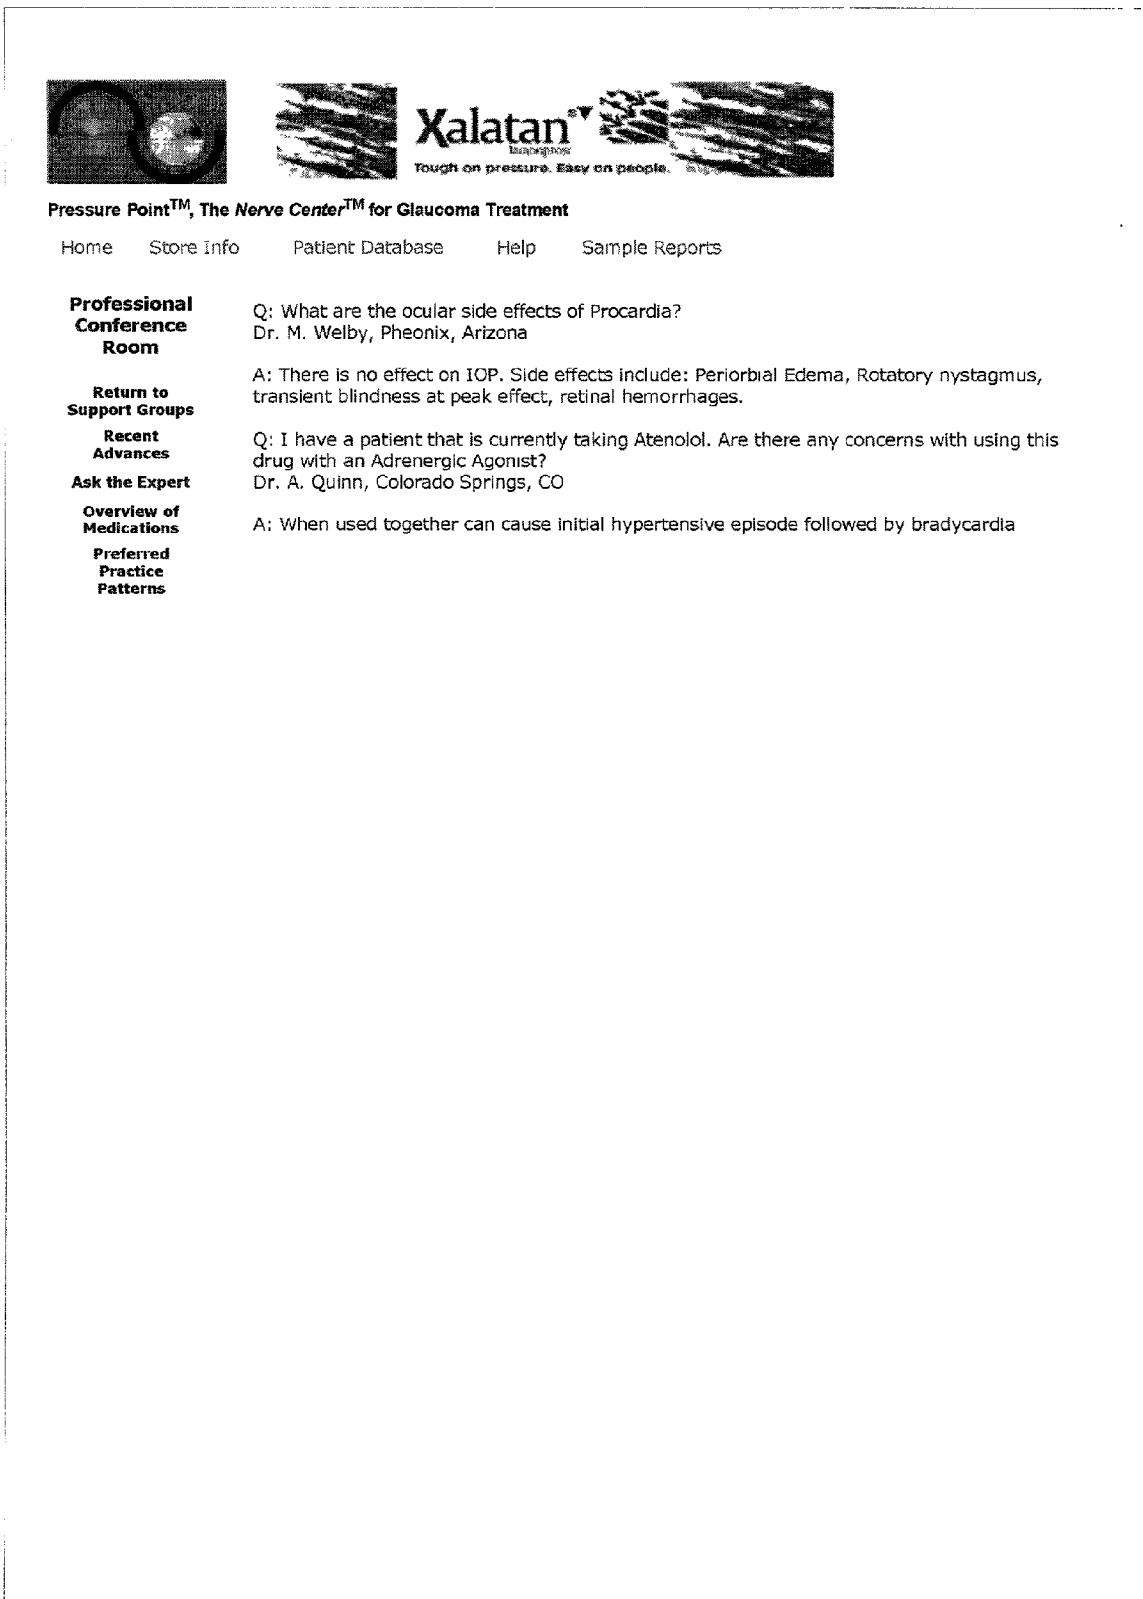 Xalatan®▼
Tough on pressure. Easy on people.
Pressure Point™, The Nerve Center™ for Glaucoma Treatment
Home Store Info Patient Database Help Sample Reports
Professional
Conference
Room
Return to
Support Groups
Recent
Advances
Ask the Expert
Overview of
Medications
Preferred
Practice
Patterns
Q: What are the ocular side effects of Procardia?
Dr. M. Welby, Pheonix, Arizona
A: There is no effect on IOP. Side effects include: Periorbial Edema, Rotatory nystagmus,
transient blindness at peak effect, retinal hemorrhages.
Q: I have a patient that is currently taking Atenolol. Are there any concerns with using this
drug with an Adrenergic Agonist?
Dr. A. Quinn, Colorado Springs, CO
A: When used together can cause initial hypertensive episode followed by bradycardia